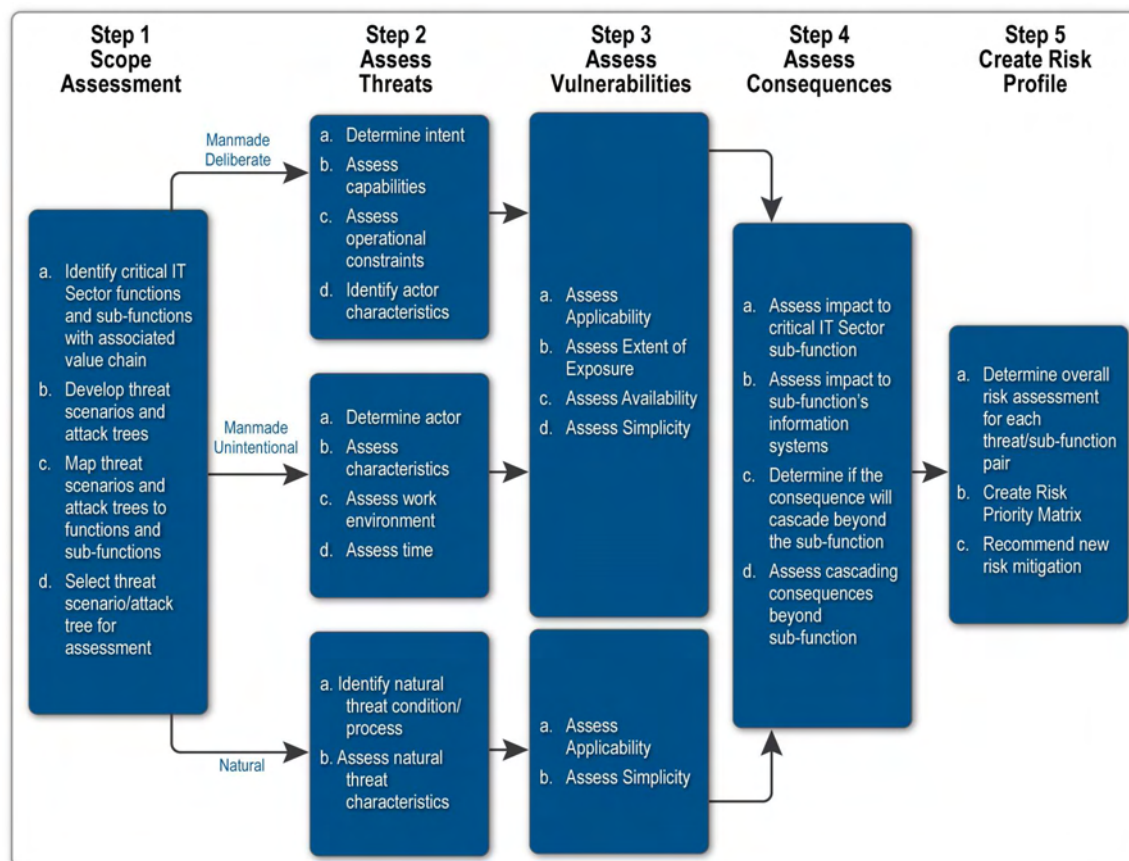 Step 1
Scope
Assessment
Step 2
Assess
Threats
Step 3
Assess
Vulnerabilities
Step 4
Assess
Consequences
Step 5
Create Risk
Profile
a. Identify critical IT
Sector functions
and sub-functions
with associated
value chain
b. Develop threat
scenarios and
attack trees
c. Map threat
scenarios and
attack trees to
functions and
sub-functions
d. Select threat
scenario/attack
tree for
assessment
Manmade
Deliberate
Manmade
Unintentional
Natural
a. Determine intent
b. Assess
capabilities
c. Assess
operational
constraints
d. Identify actor
characteristics
a. Determine actor
b. Assess
characteristics
c. Assess work
environment
d. Assess time
a. Identify natural
threat condition/
process
b. Assess natural
threat
characteristics
a. Assess
Applicability
b. Assess Extent of
Exposure
c. Assess Availability
d. Assess Simplicity
a. Assess
Applicability
b. Assess Simplicity
a. Assess impact to
critical IT Sector
sub-function
b. Assess impact to
sub-function's
information
systems
c. Determine if the
consequence will
cascade beyond
the sub-function
d. Assess cascading
consequences
beyond
sub-function
a. Determine overall
risk assessment
for each
threat/sub-function
pair
b. Create Risk
Priority Matrix
c. Recommend new
risk mitigation